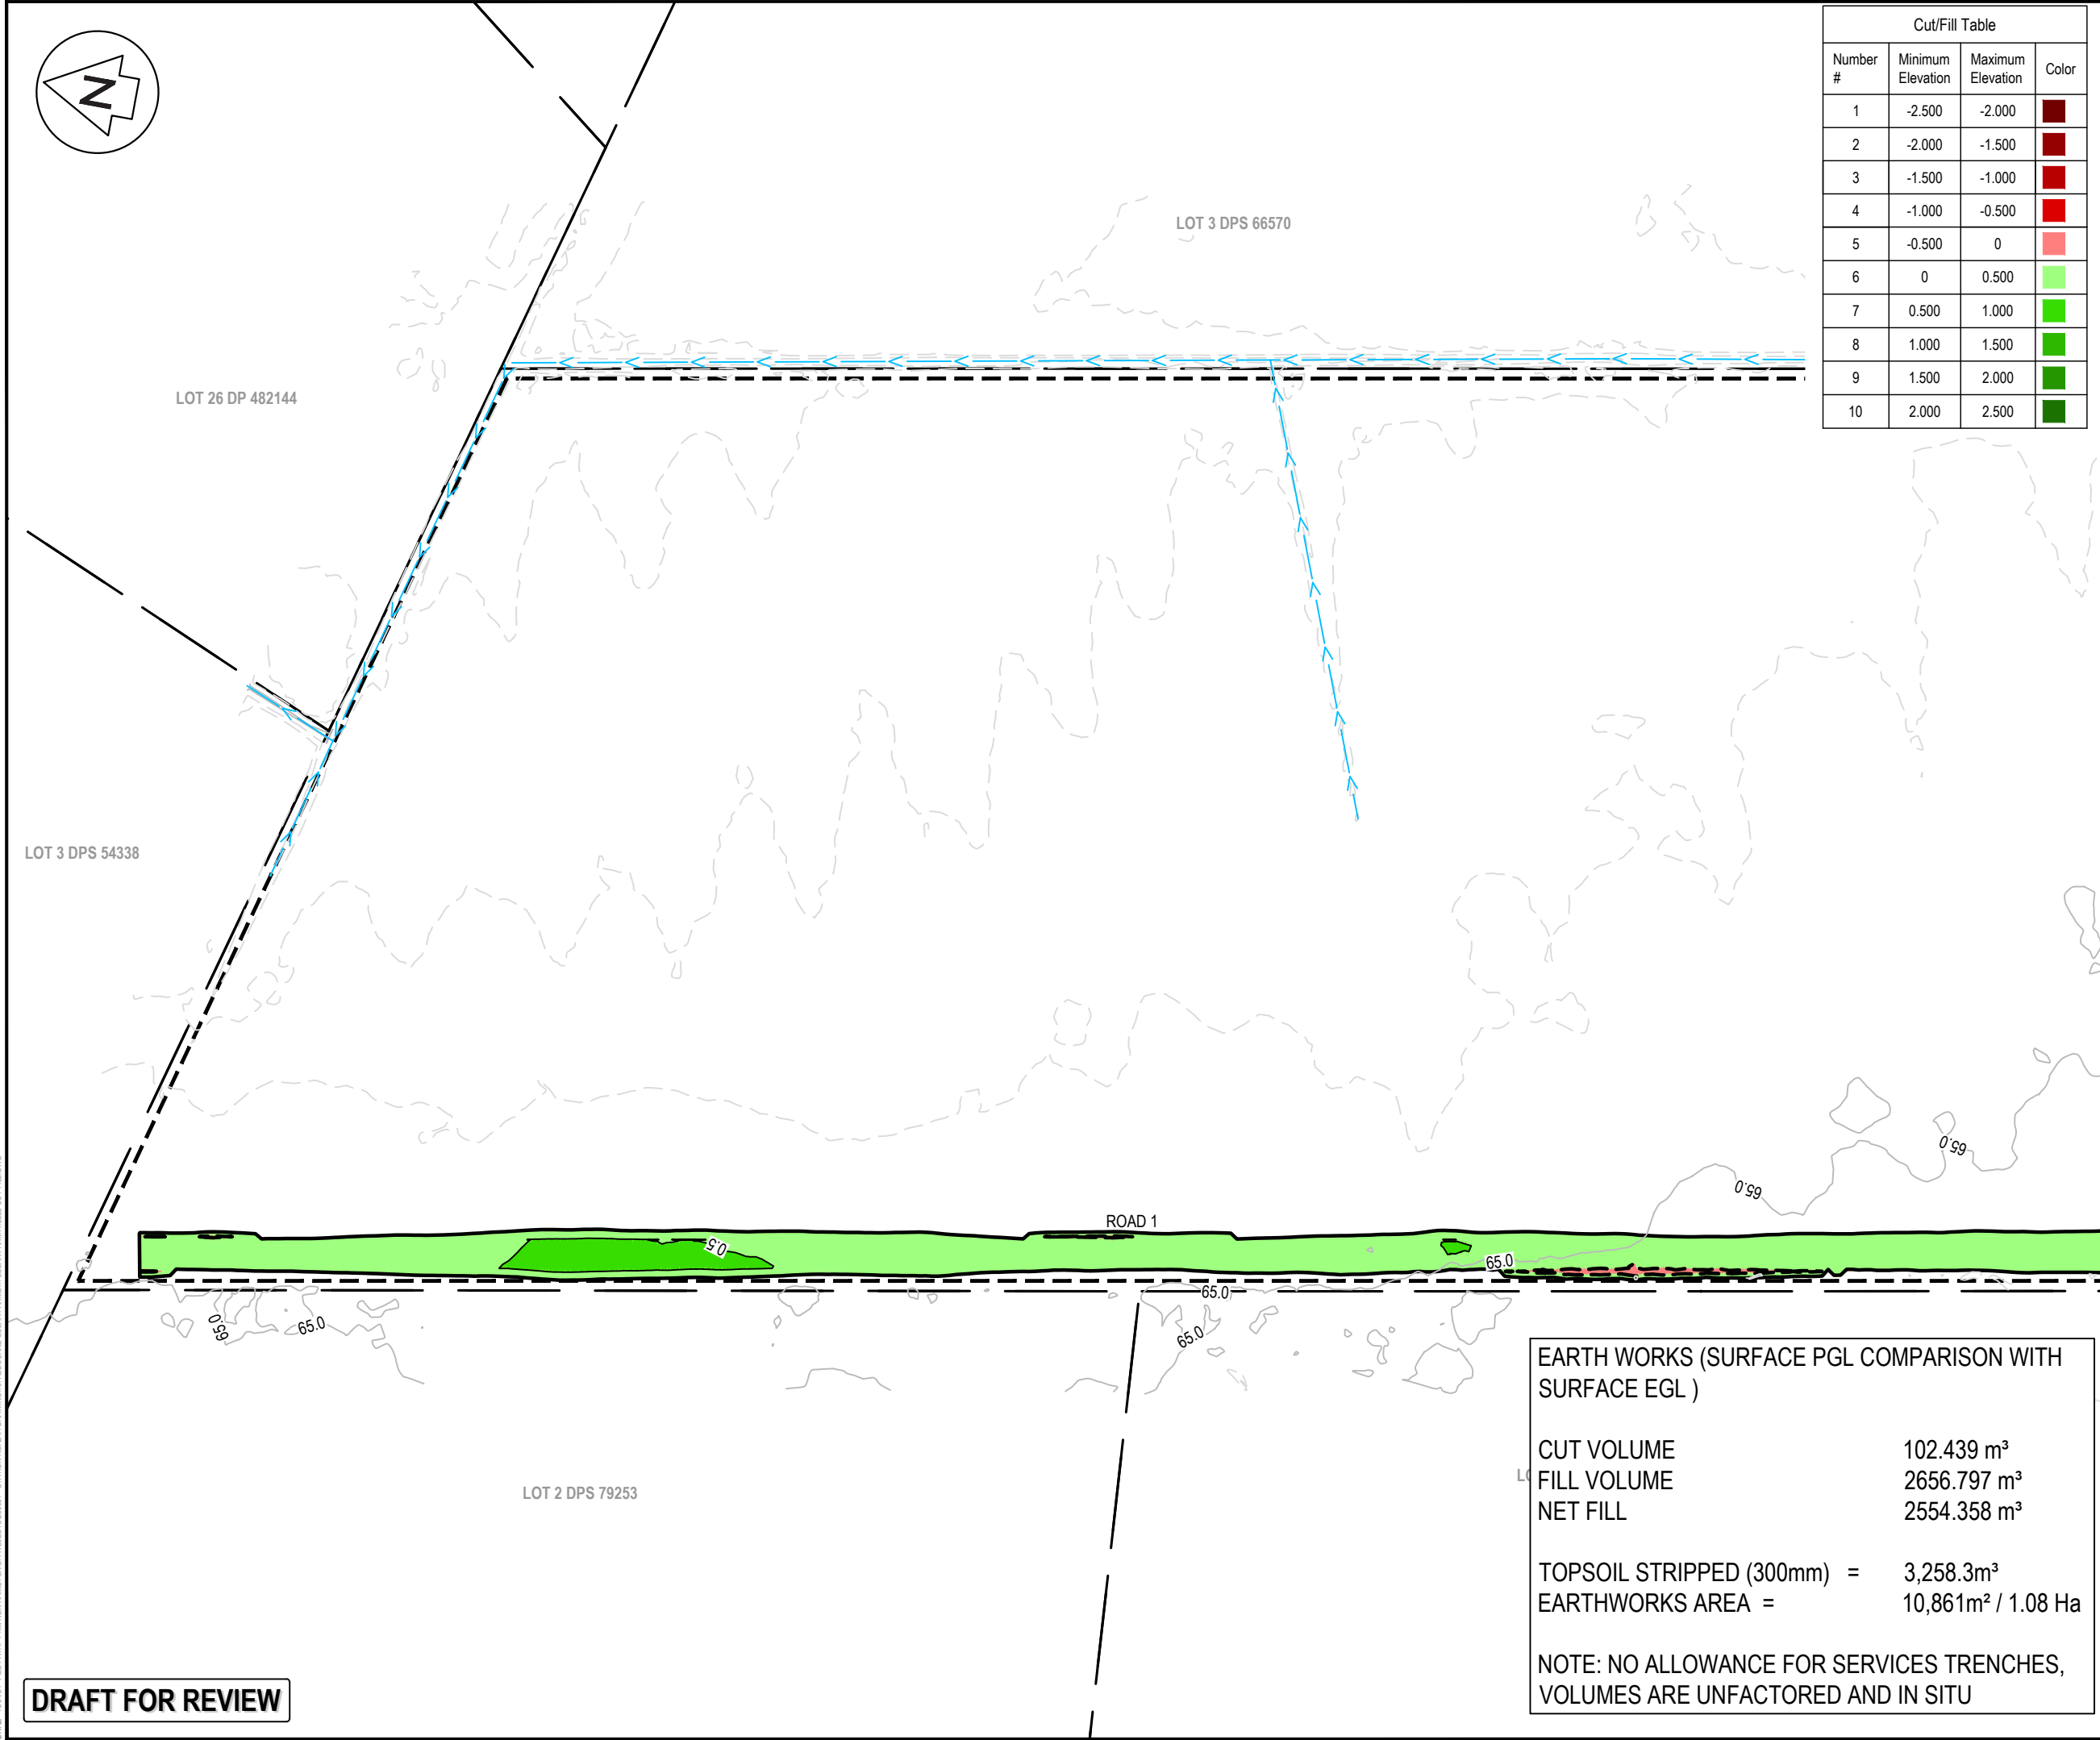 N
Cut/Fill Table
Number # Minimum Elevation Maximum Elevation Color
1 -2.500 -2.000
2 -2.000 -1.500
3 -1.500 -1.000
4 -1.000 -0.500
5 -0.500 0
6 0 0.500
7 0.500 1.000
8 1.000 1.500
9 1.500 2.000
10 2.000 2.500
LOT 3 DPS 66570
LOT 26 DP 482144
LOT 3 DPS 54338
65.0
65.0
ROAD 1
0.5
65.0
65.0
65.0
65.0
65.0
LOT 2 DPS 79253
EARTH WORKS (SURFACE PGL COMPARISON WITH
SURFACE EGL )
CUT VOLUME 102.439 m³
FILL VOLUME 2656.797 m³
NET FILL 2554.358 m³
TOPSOIL STRIPPED (300mm) = 3,258.3m³
EARTHWORKS AREA = 10,861m² / 1.08 Ha
NOTE: NO ALLOWANCE FOR SERVICES TRENCHES,
VOLUMES ARE UNFACTORED AND IN SITU
DRAFT FOR REVIEW